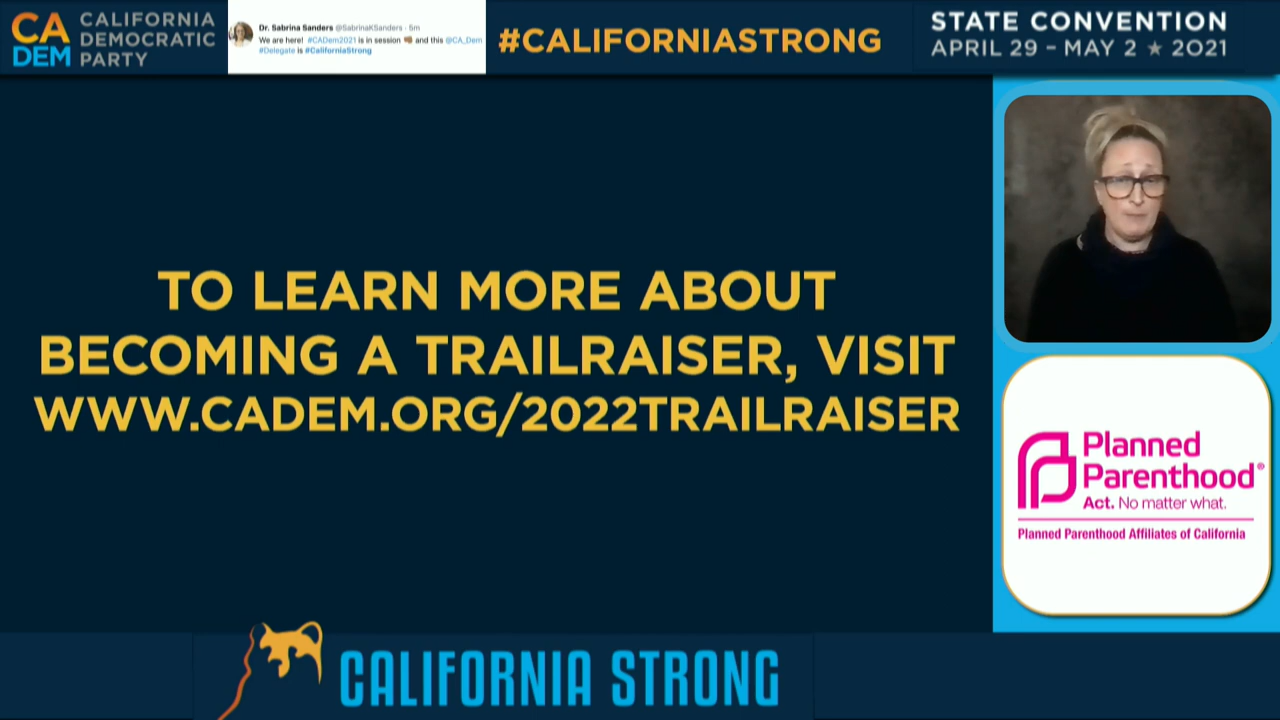 CA
DEM
CALIFORNIA
DEMOCRATIC
PARTY
Dr. Sabrina Sanders @SabrinaKSanders · 5m
We are here! #CADem2021 is in session 👊🏽 and this @CA_Dem
#Delegate is #CaliforniaStrong
#CALIFORNIASTRONG
STATE CONVENTION
APRIL 29 – MAY 2 ★ 2021
TO LEARN MORE ABOUT
BECOMING A TRAILRAISER, VISIT
WWW.CADEM.ORG/2022TRAILRAISER
Planned
Parenthood®
Act. No matter what.
Planned Parenthood Affiliates of California
CALIFORNIA STRONG